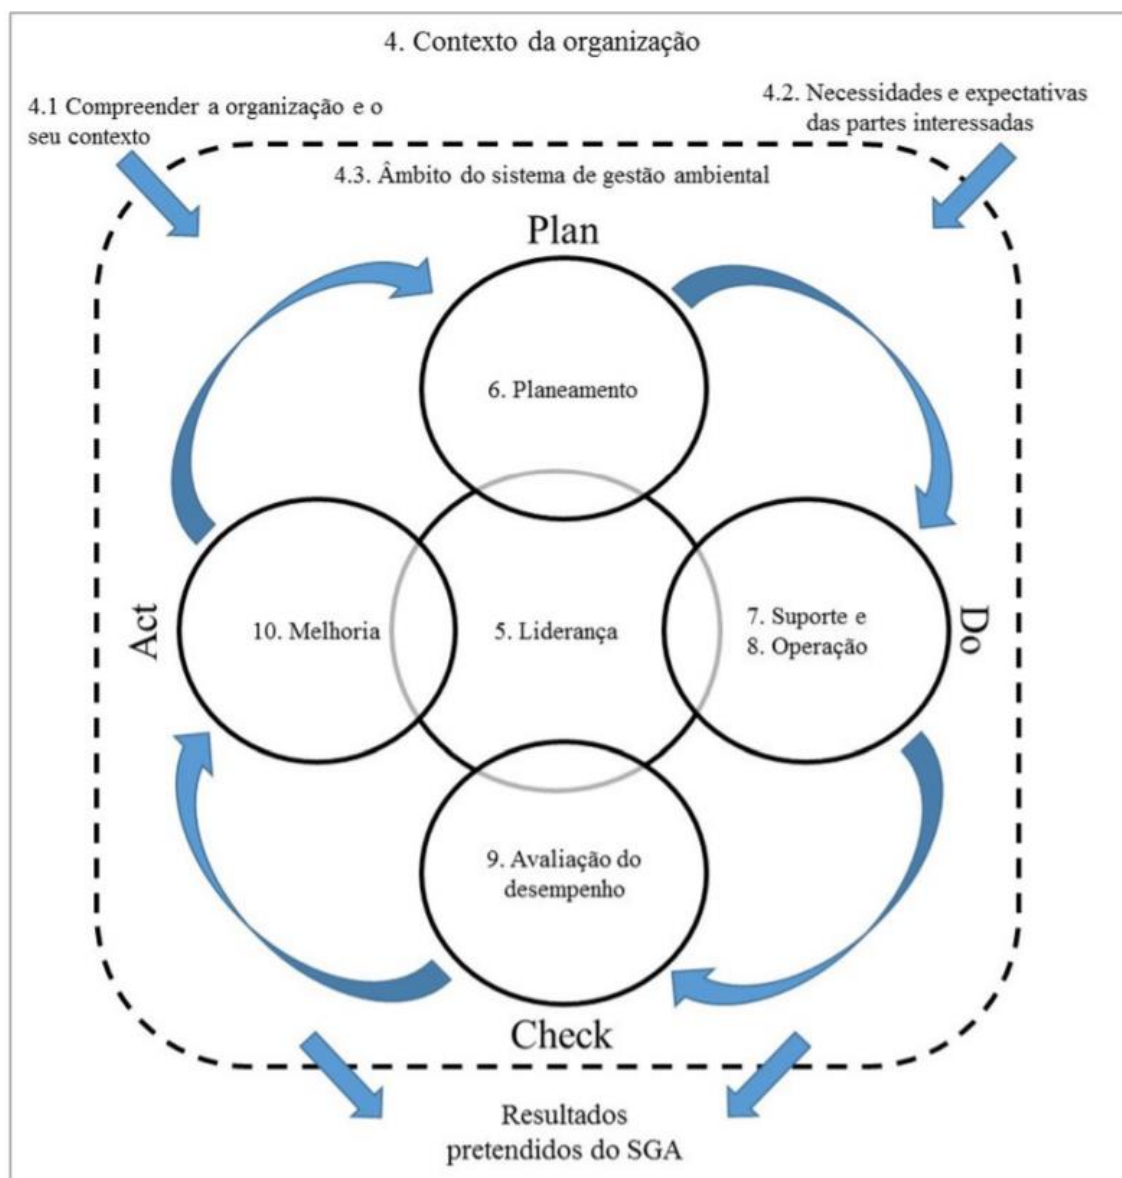 4. Contexto da organização
4.1 Compreender a organização e o
seu contexto
4.2. Necessidades e expectativas
das partes interessadas
4.3. Âmbito do sistema de gestão ambiental
Plan
6. Planeamento
Act
10. Melhoria
5. Liderança
7. Suporte e
8. Operação
Do
9. Avaliação do
desempenho
Check
Resultados
pretendidos do SGA